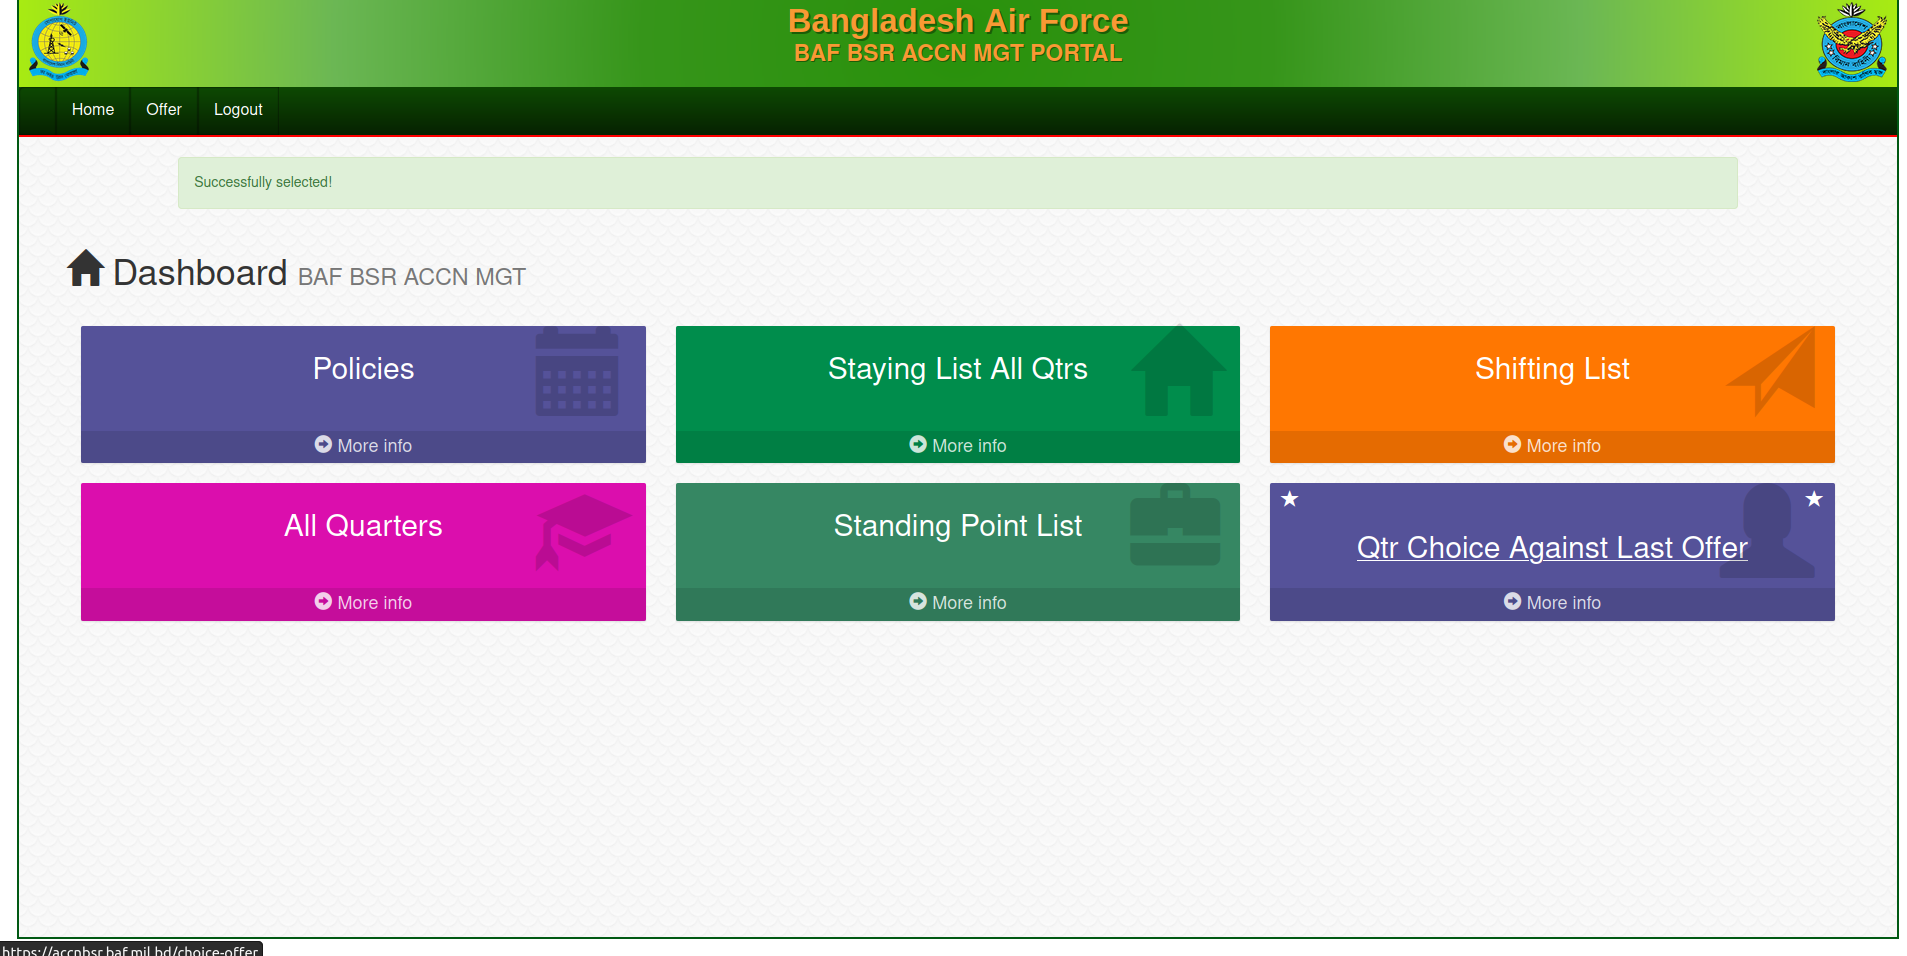 Bangladesh Air Force
BAF BSR ACCN MGT PORTAL
Home Offer Logout
Successfully selected!
Dashboard BAF BSR ACCN MGT
Policies
More info
Staying List All Qtrs
More info
Shifting List
More info
All Quarters
More info
Standing Point List
More info
Qtr Choice Against Last Offer
More info
https://accnbsr.baf.mil.bd/choice-offer